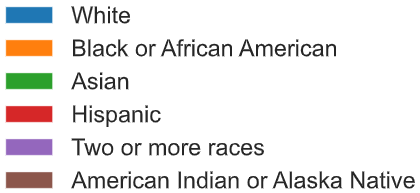 White
Black or African American
Asian
Hispanic
Two or more races
American Indian or Alaska Native